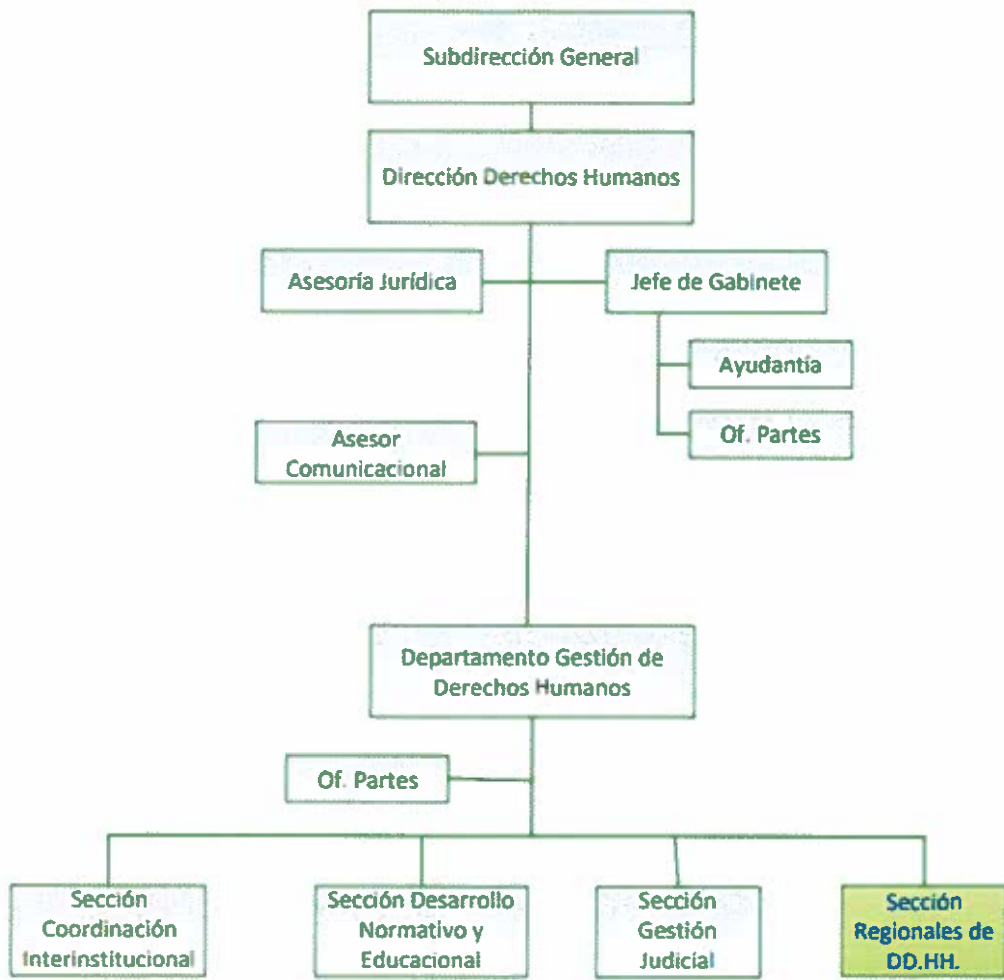 Subdirección General
Dirección Derechos Humanos
Asesoría Jurídica
Jefe de Gabinete
Ayudantía
Of. Partes
Asesor
Comunicacional
Departamento Gestión de
Derechos Humanos
Of. Partes
Sección
Coordinación
Interinstitucional
Sección Desarrollo
Normativo y
Educacional
Sección
Gestión
Judicial
Sección
Regionales de
DD.HH.